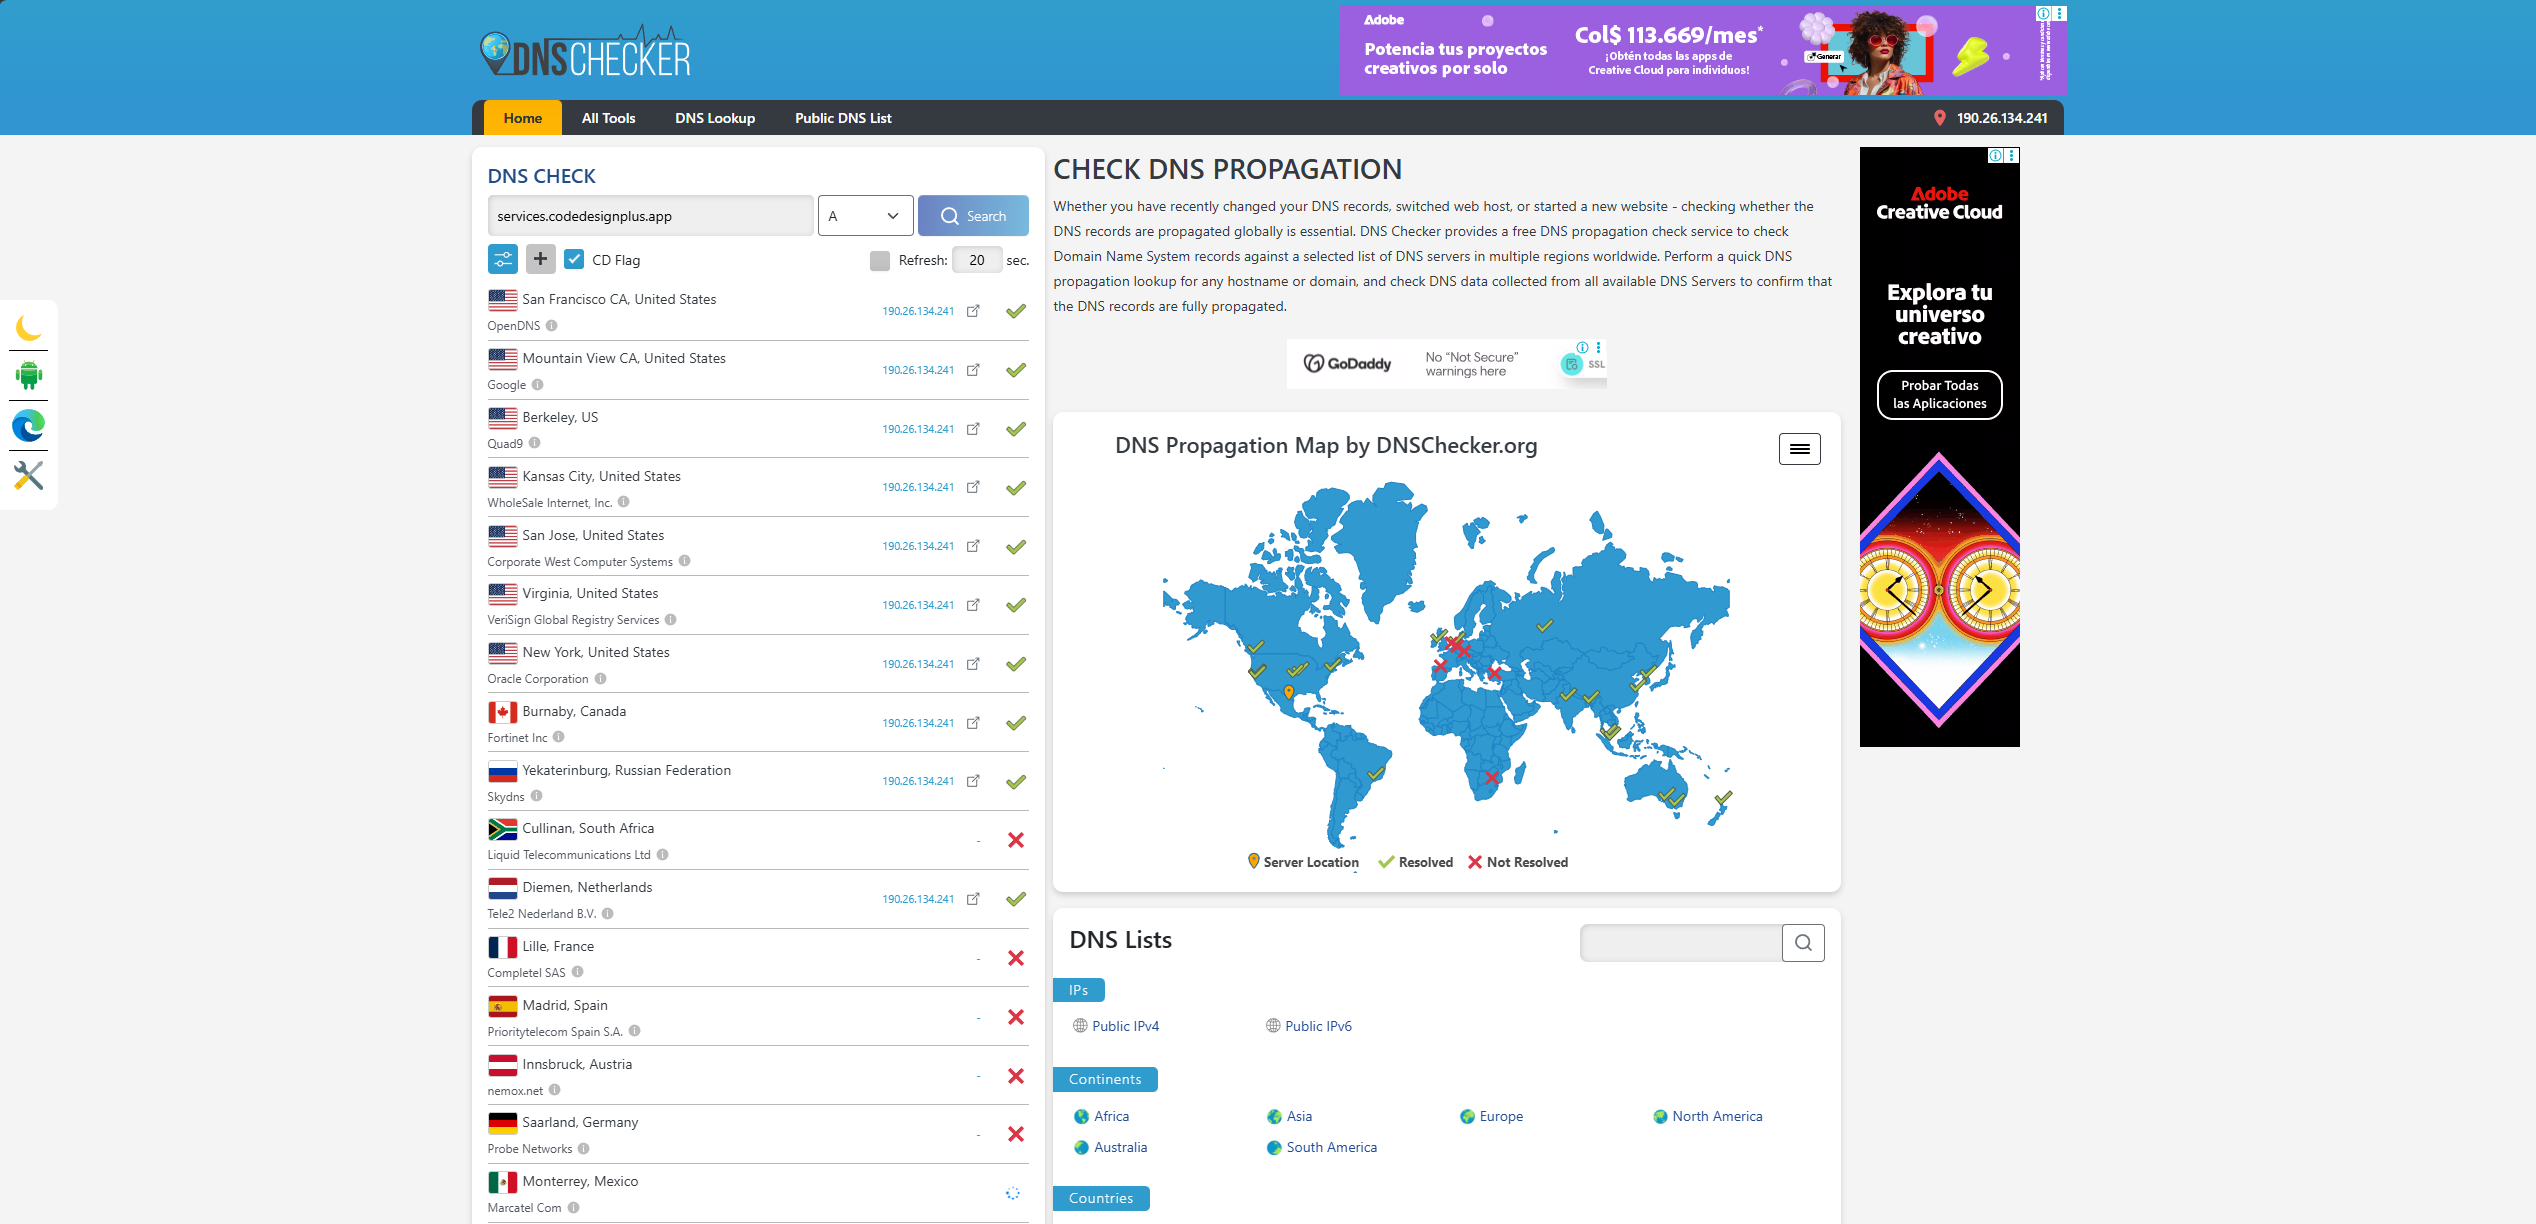 DNSCHECKER
Adobe
Potencia tus proyectos
creativos por solo
Col$ 113.669/mes*
¡Obtén todas las apps de
Creative Cloud para individuos!
Generar
Home
All Tools
DNS Lookup
Public DNS List
190.26.134.241
DNS CHECK
services.codedesignplus.app
A
Search
CD Flag
Refresh:
20
sec.
San Francisco CA, United States
OpenDNS
190.26.134.241
Mountain View CA, United States
Google
190.26.134.241
Berkeley, US
Quad9
190.26.134.241
Kansas City, United States
WholeSale Internet, Inc.
190.26.134.241
San Jose, United States
Corporate West Computer Systems
190.26.134.241
Virginia, United States
VeriSign Global Registry Services
190.26.134.241
New York, United States
Oracle Corporation
190.26.134.241
Burnaby, Canada
Fortinet Inc
190.26.134.241
Yekaterinburg, Russian Federation
Skydns
190.26.134.241
Cullinan, South Africa
Liquid Telecommunications Ltd
-
Diemen, Netherlands
Tele2 Nederland B.V.
190.26.134.241
Lille, France
Completel SAS
-
Madrid, Spain
Prioritytelecom Spain S.A.
-
Innsbruck, Austria
nemox.net
-
Saarland, Germany
Probe Networks
-
Monterrey, Mexico
Marcatel Com
CHECK DNS PROPAGATION
Whether you have recently changed your DNS records, switched web host, or started a new website - checking whether the
DNS records are propagated globally is essential. DNS Checker provides a free DNS propagation check service to check
Domain Name System records against a selected list of DNS servers in multiple regions worldwide. Perform a quick DNS
propagation lookup for any hostname or domain, and check DNS data collected from all available DNS Servers to confirm that
the DNS records are fully propagated.
GoDaddy
No “Not Secure”
warnings here
SSL
DNS Propagation Map by DNSChecker.org
Server Location
Resolved
Not Resolved
DNS Lists
IPs
Public IPv4
Public IPv6
Continents
Africa
Asia
Europe
North America
Australia
South America
Countries
Adobe
Creative Cloud
Explora tu
universo
creativo
Probar Todas
las Aplicaciones